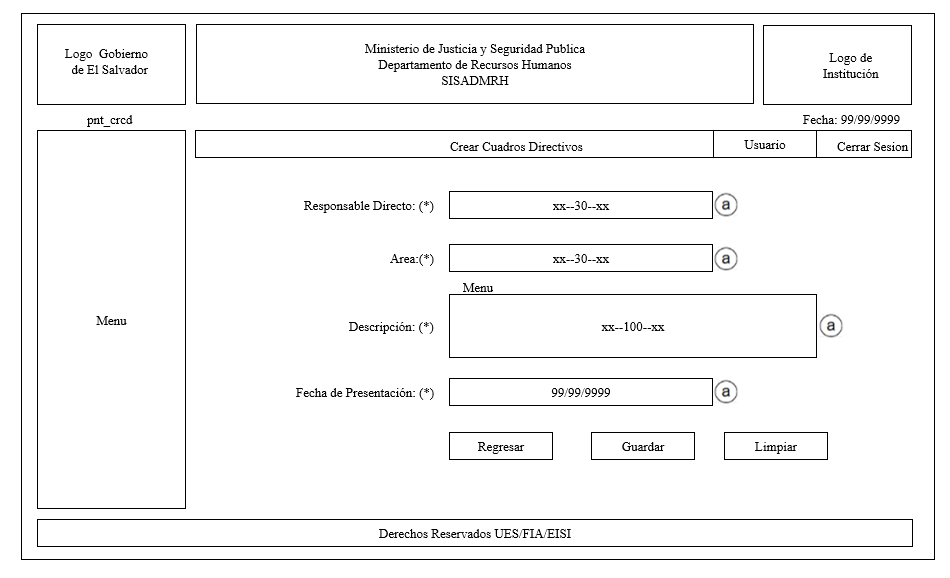 Logo  Gobierno
de El Salvador
Ministerio de Justicia y Seguridad Publica
Departamento de Recursos Humanos
SISADMRH
Logo de
Institución
pnt_crcd
Fecha: 99/99/9999
Menu
Crear Cuadros Directivos
Usuario
Cerrar Sesion
Responsable Directo: (*)
xx--30--xx
a
Area:(*)
xx--30--xx
a
Menu
Descripción: (*)
xx--100--xx
a
Fecha de Presentación: (*)
99/99/9999
a
Regresar
Guardar
Limpiar
Derechos Reservados UES/FIA/EISI